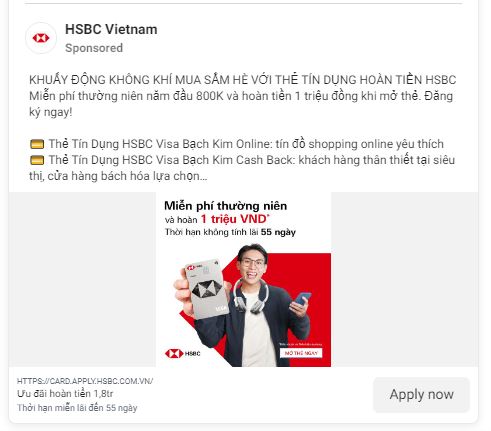 HSBC Vietnam
Sponsored
KHUẤY ĐỘNG KHÔNG KHÍ MUA SẮM HÈ VỚI THẺ TÍN DỤNG HOÀN TIỀN HSBC
Miễn phí thường niên năm đầu 800K và hoàn tiền 1 triệu đồng khi mở thẻ. Đăng
ký ngay!
💳 Thẻ Tín Dụng HSBC Visa Bạch Kim Online: tín đồ shopping online yêu thích
💳 Thẻ Tín Dụng HSBC Visa Bạch Kim Cash Back: khách hàng thân thiết tại siêu
thị, cửa hàng bách hóa lựa chọn...
Miễn phí thường niên
và hoàn 1 triệu VND*
Thời hạn không tính lãi 55 ngày
HSBC
MỞ THẺ NGAY
HTTPS://CARD.APPLY.HSBC.COM.VN/
Ưu đãi hoàn tiền 1,8tr
Thời hạn miễn lãi đến 55 ngày
Apply now